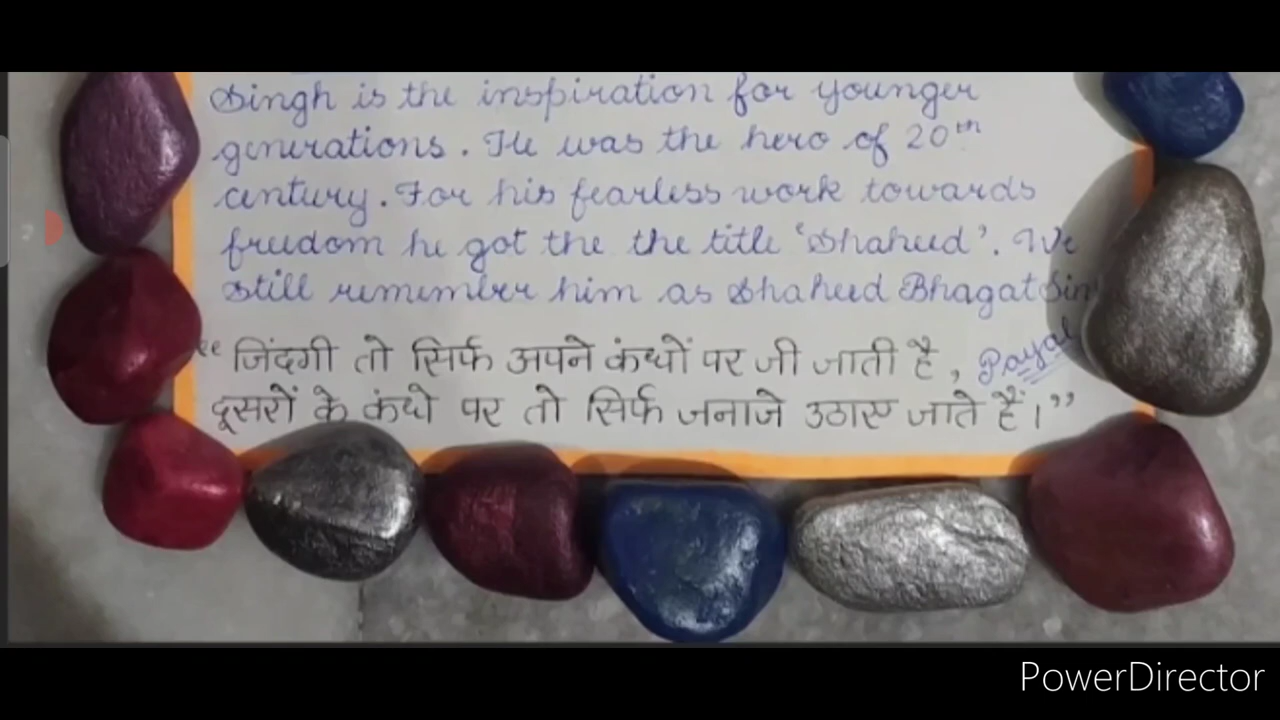 Singh is the inspiration for younger
generations. He was the hero of 20th
century. For his fearless work towards
freedom he got the the title 'Shaheed'. We
still remember him as Shaheed Bhagat Sin
"जिंदगी तो सिर्फ अपने कंधों पर जी जाती है,
Payal
दूसरों के कंधे पर तो सिर्फ जनाजे उठाए जाते हैं।"
PowerDirector